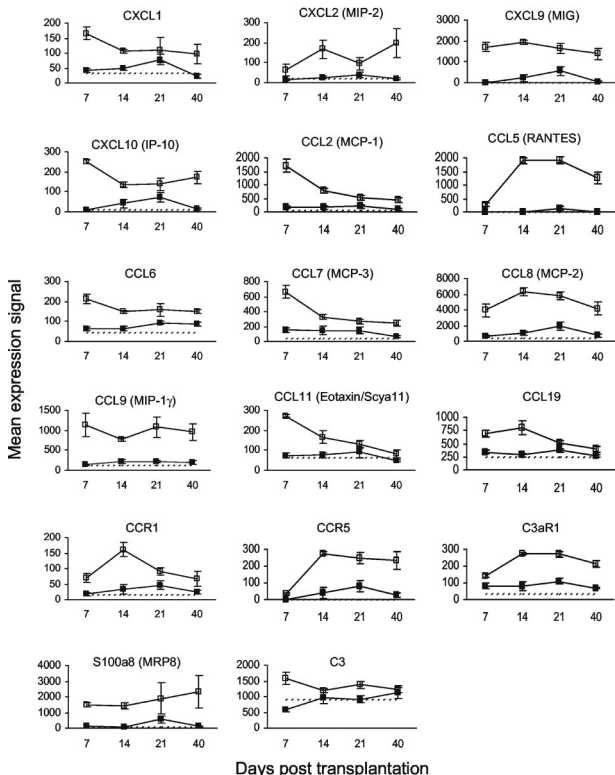 Mean expression signal
CXCL1 CXCL2 (MIP-2) CXCL9 (MIG)
200 300 2500
150 200 2000
100 100 1500
50 0 1000
0 500
0
7 14 21 40 7 14 21 40 7 14 21 40
CXCL10 (IP-10) CCL2 (MCP-1) CCL5 (RANTES)
300 2000 2000
200 1500 1500
100 1000 1000
0 500 500
0 0
7 14 21 40 7 14 21 40 7 14 21 40
CCL6 CCL7 (MCP-3) CCL8 (MCP-2)
300 800 8000
200 600 6000
100 400 4000
0 200 2000
0 0
7 14 21 40 7 14 21 40 7 14 21 40
CCL9 (MIP-1γ) CCL11 (Eotaxin/Scya11) CCL19
1500 300 1000
1000 200 750
500 100 500
0 0 250
0
7 14 21 40 7 14 21 40 7 14 21 40
CCR1 CCR5 C3aR1
200 300 300
150 200 200
100 100 100
50 0 0
0
7 14 21 40 7 14 21 40 7 14 21 40
S100a8 (MRP8) C3
4000 2000
3000 1500
2000 1000
1000 500
0 0
7 14 21 40 7 14 21 40
Days post transplantation